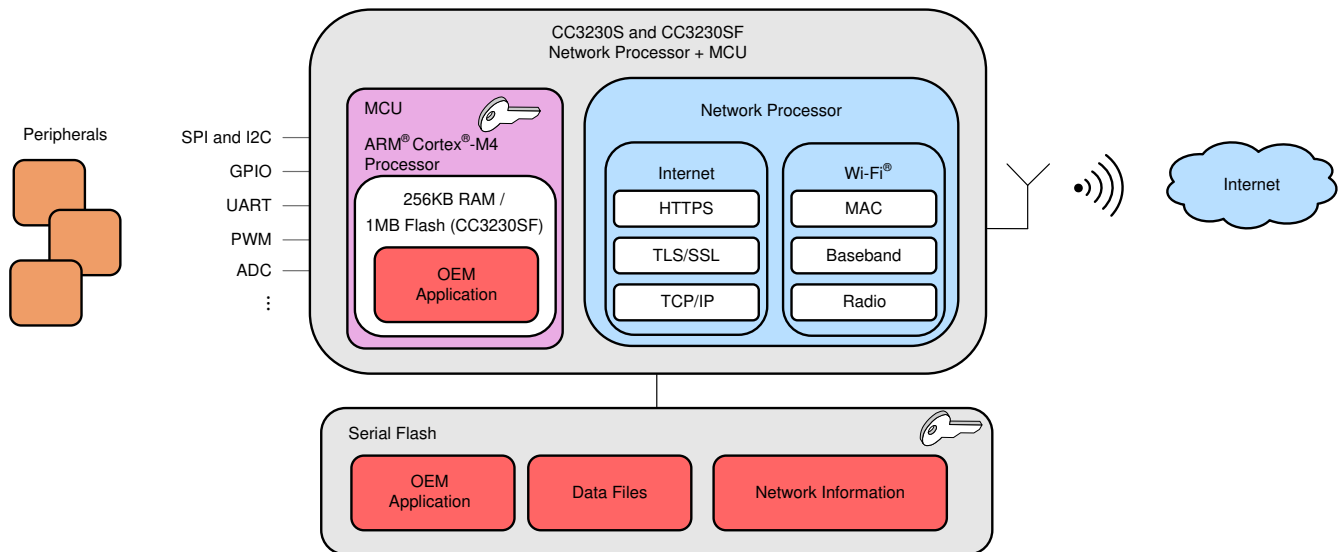 CC3230S and CC3230SF
Network Processor + MCU
Peripherals
SPI and I2C
GPIO
UART
PWM
ADC
⋮
MCU
ARM® Cortex®-M4
Processor
256KB RAM /
1MB Flash (CC3230SF)
OEM
Application
Network Processor
Internet
HTTPS
TLS/SSL
TCP/IP
Wi-Fi®
MAC
Baseband
Radio
Internet
Serial Flash
OEM
Application
Data Files
Network Information